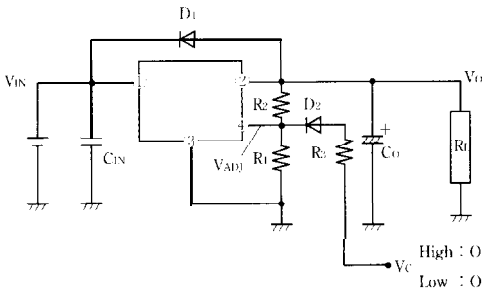 D1
VIN
1
2
VO
R2
D2
4
3
CIN
VADJ
R1
R3
+
CO
RL
VC
High : O
Low : O